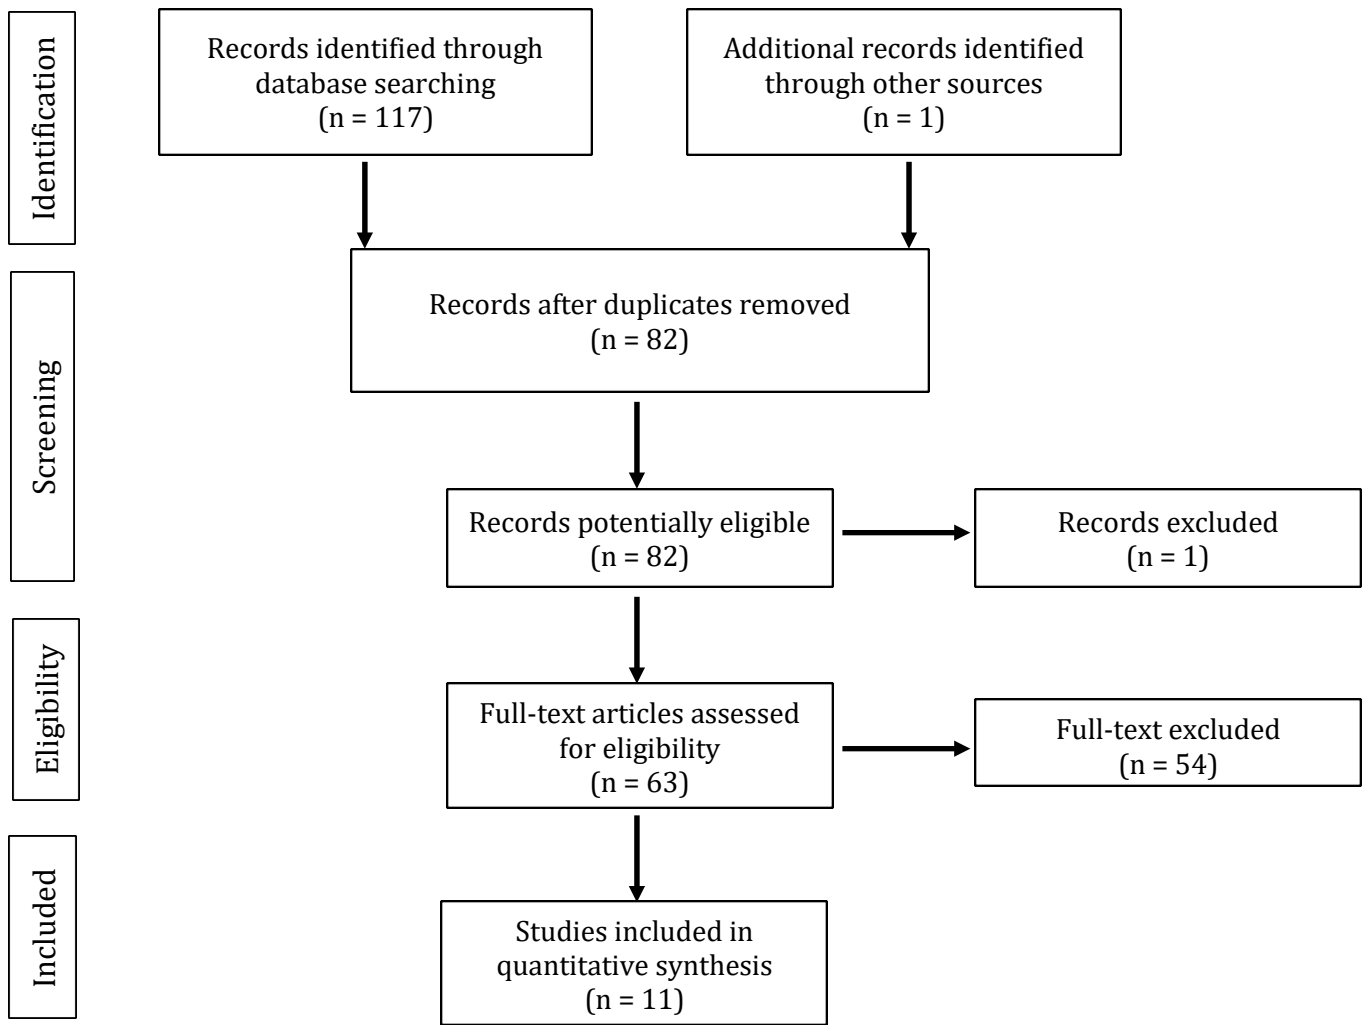 Identification
Records identified through
database searching
(n = 117)
Additional records identified
through other sources
(n = 1)
Screening
Records after duplicates removed
(n = 82)
Records potentially eligible
(n = 82)
Records excluded
(n = 1)
Eligibility
Full-text articles assessed
for eligibility
(n = 63)
Full-text excluded
(n = 54)
Included
Studies included in
quantitative synthesis
(n = 11)